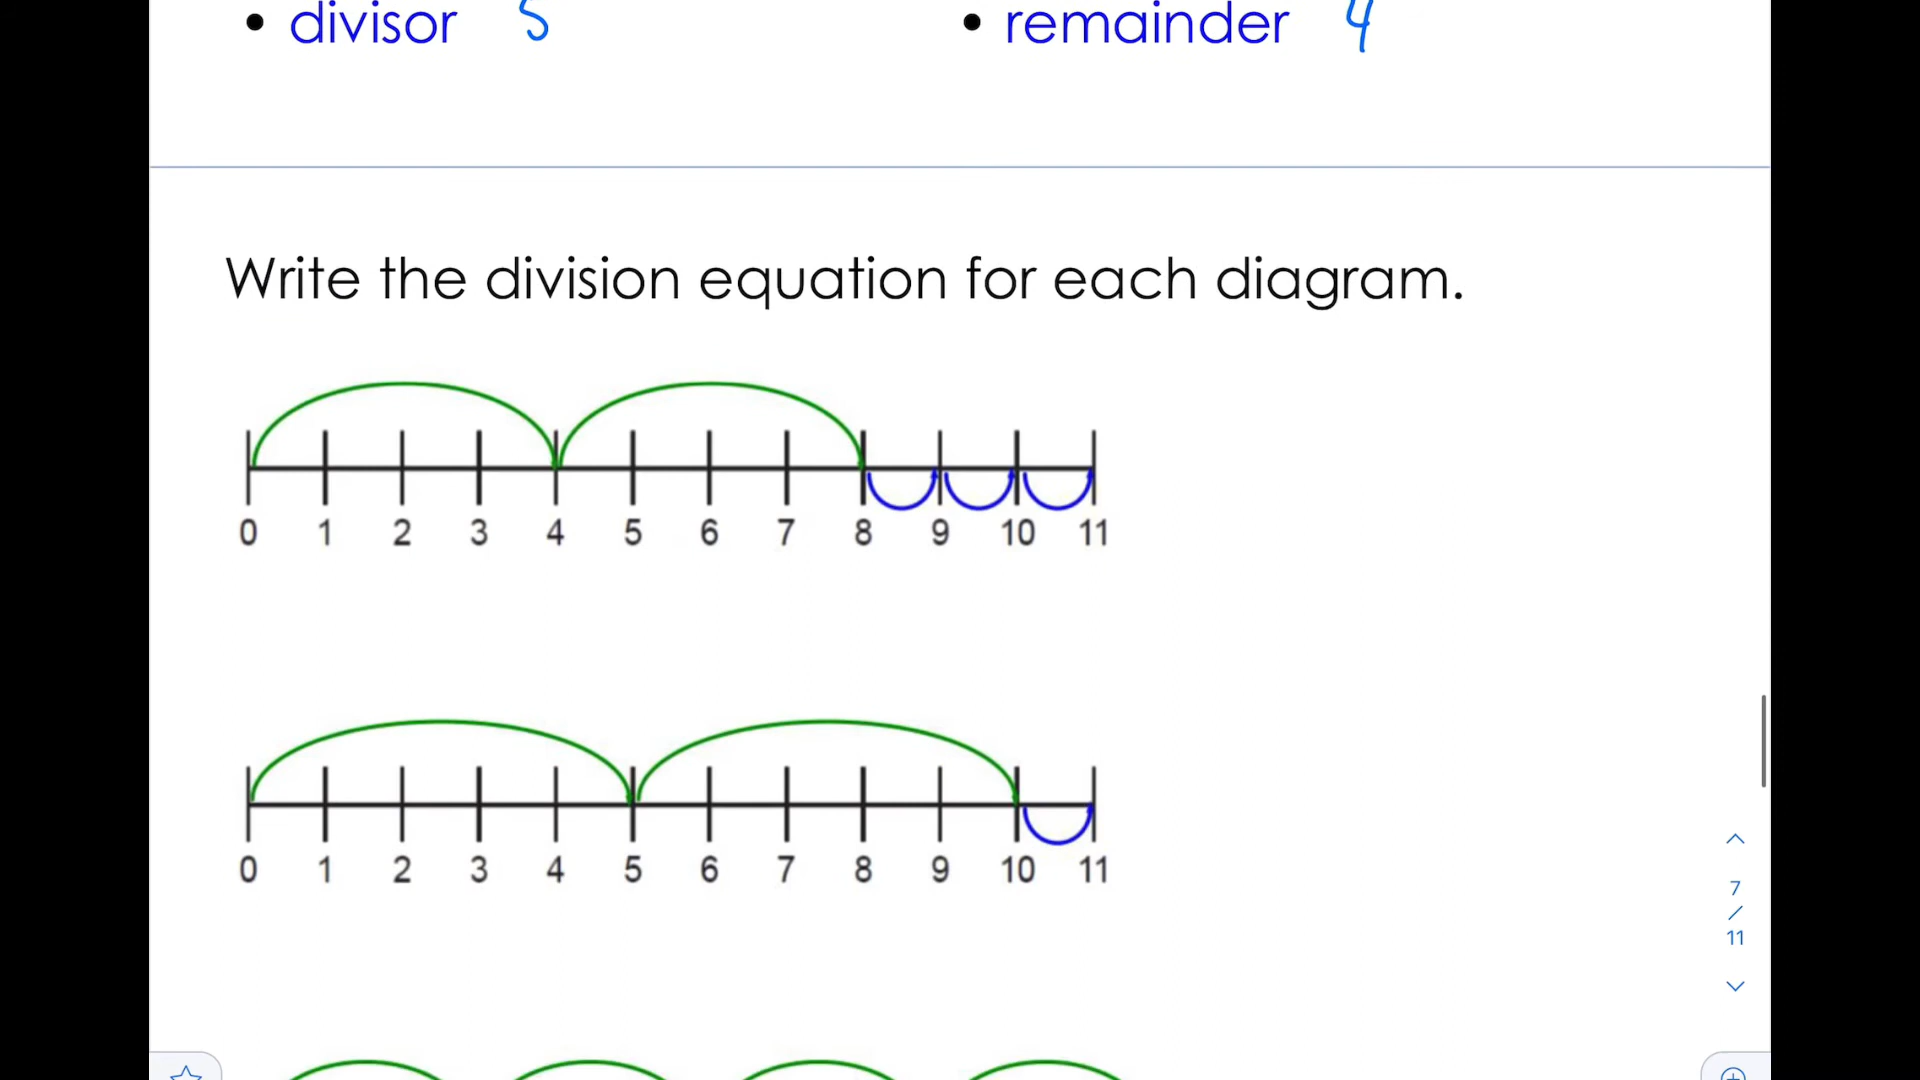 • divisor 5
• remainder 4
Write the division equation for each diagram.
0 1 2 3 4 5 6 7 8 9 10 11
0 1 2 3 4 5 6 7 8 9 10 11
7
/
11